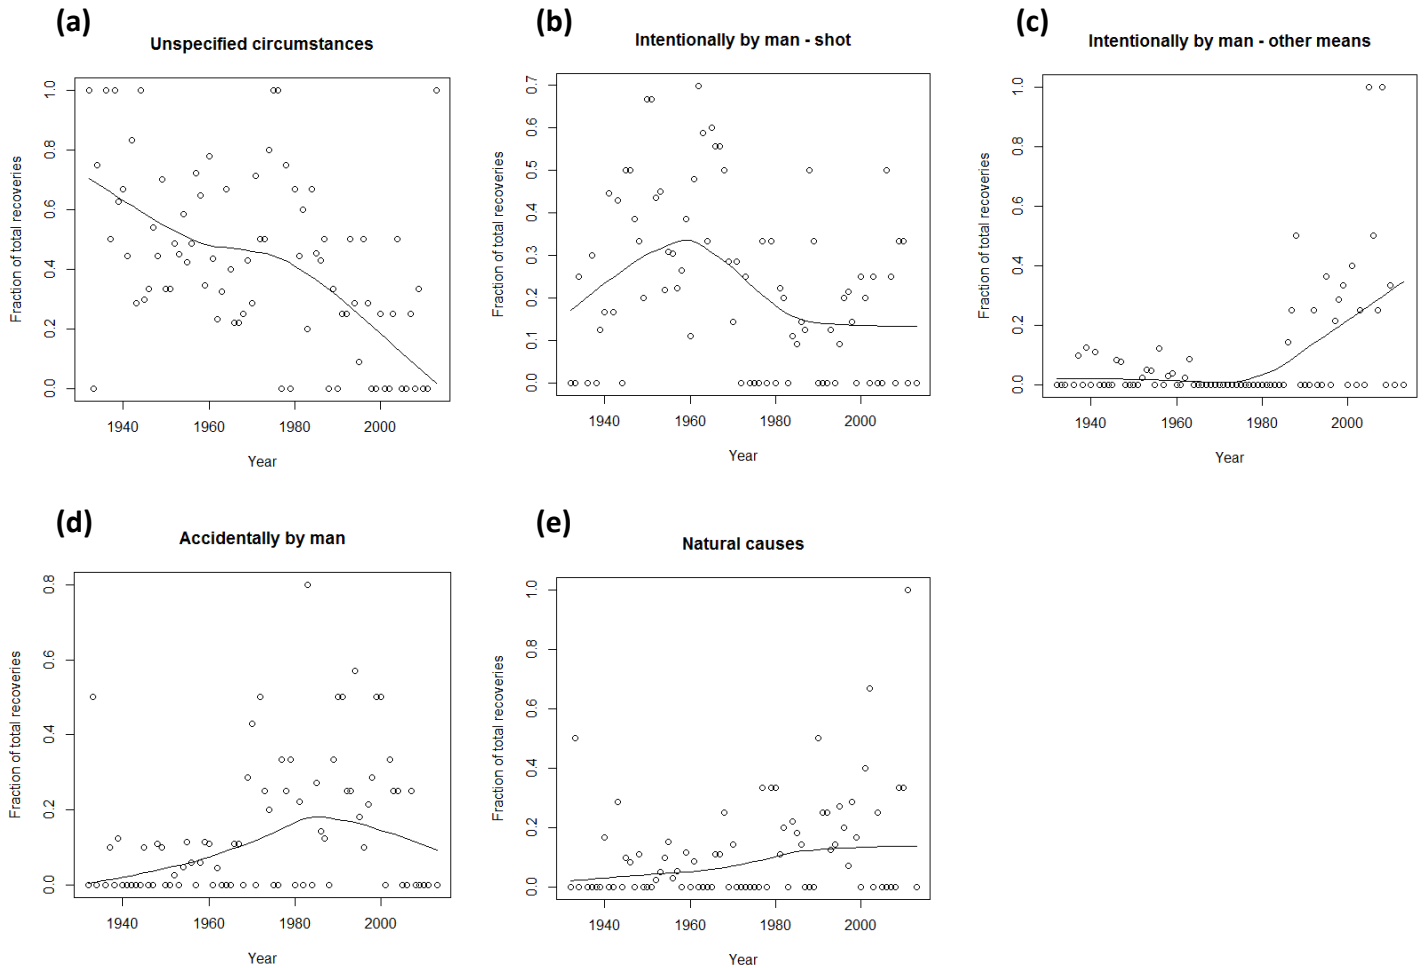 (a)
Unspecified circumstances
Fraction of total recoveries
1.0
0.8
0.6
0.4
0.2
0.0
1940 1960 1980 2000
Year
(b)
Intentionally by man - shot
Fraction of total recoveries
0.7
0.6
0.5
0.4
0.3
0.2
0.1
0.0
1940 1960 1980 2000
Year
(c)
Intentionally by man - other means
Fraction of total recoveries
1.0
0.8
0.6
0.4
0.2
0.0
1940 1960 1980 2000
Year
(d)
Accidentally by man
Fraction of total recoveries
0.8
0.6
0.4
0.2
0.0
1940 1960 1980 2000
Year
(e)
Natural causes
Fraction of total recoveries
1.0
0.8
0.6
0.4
0.2
0.0
1940 1960 1980 2000
Year